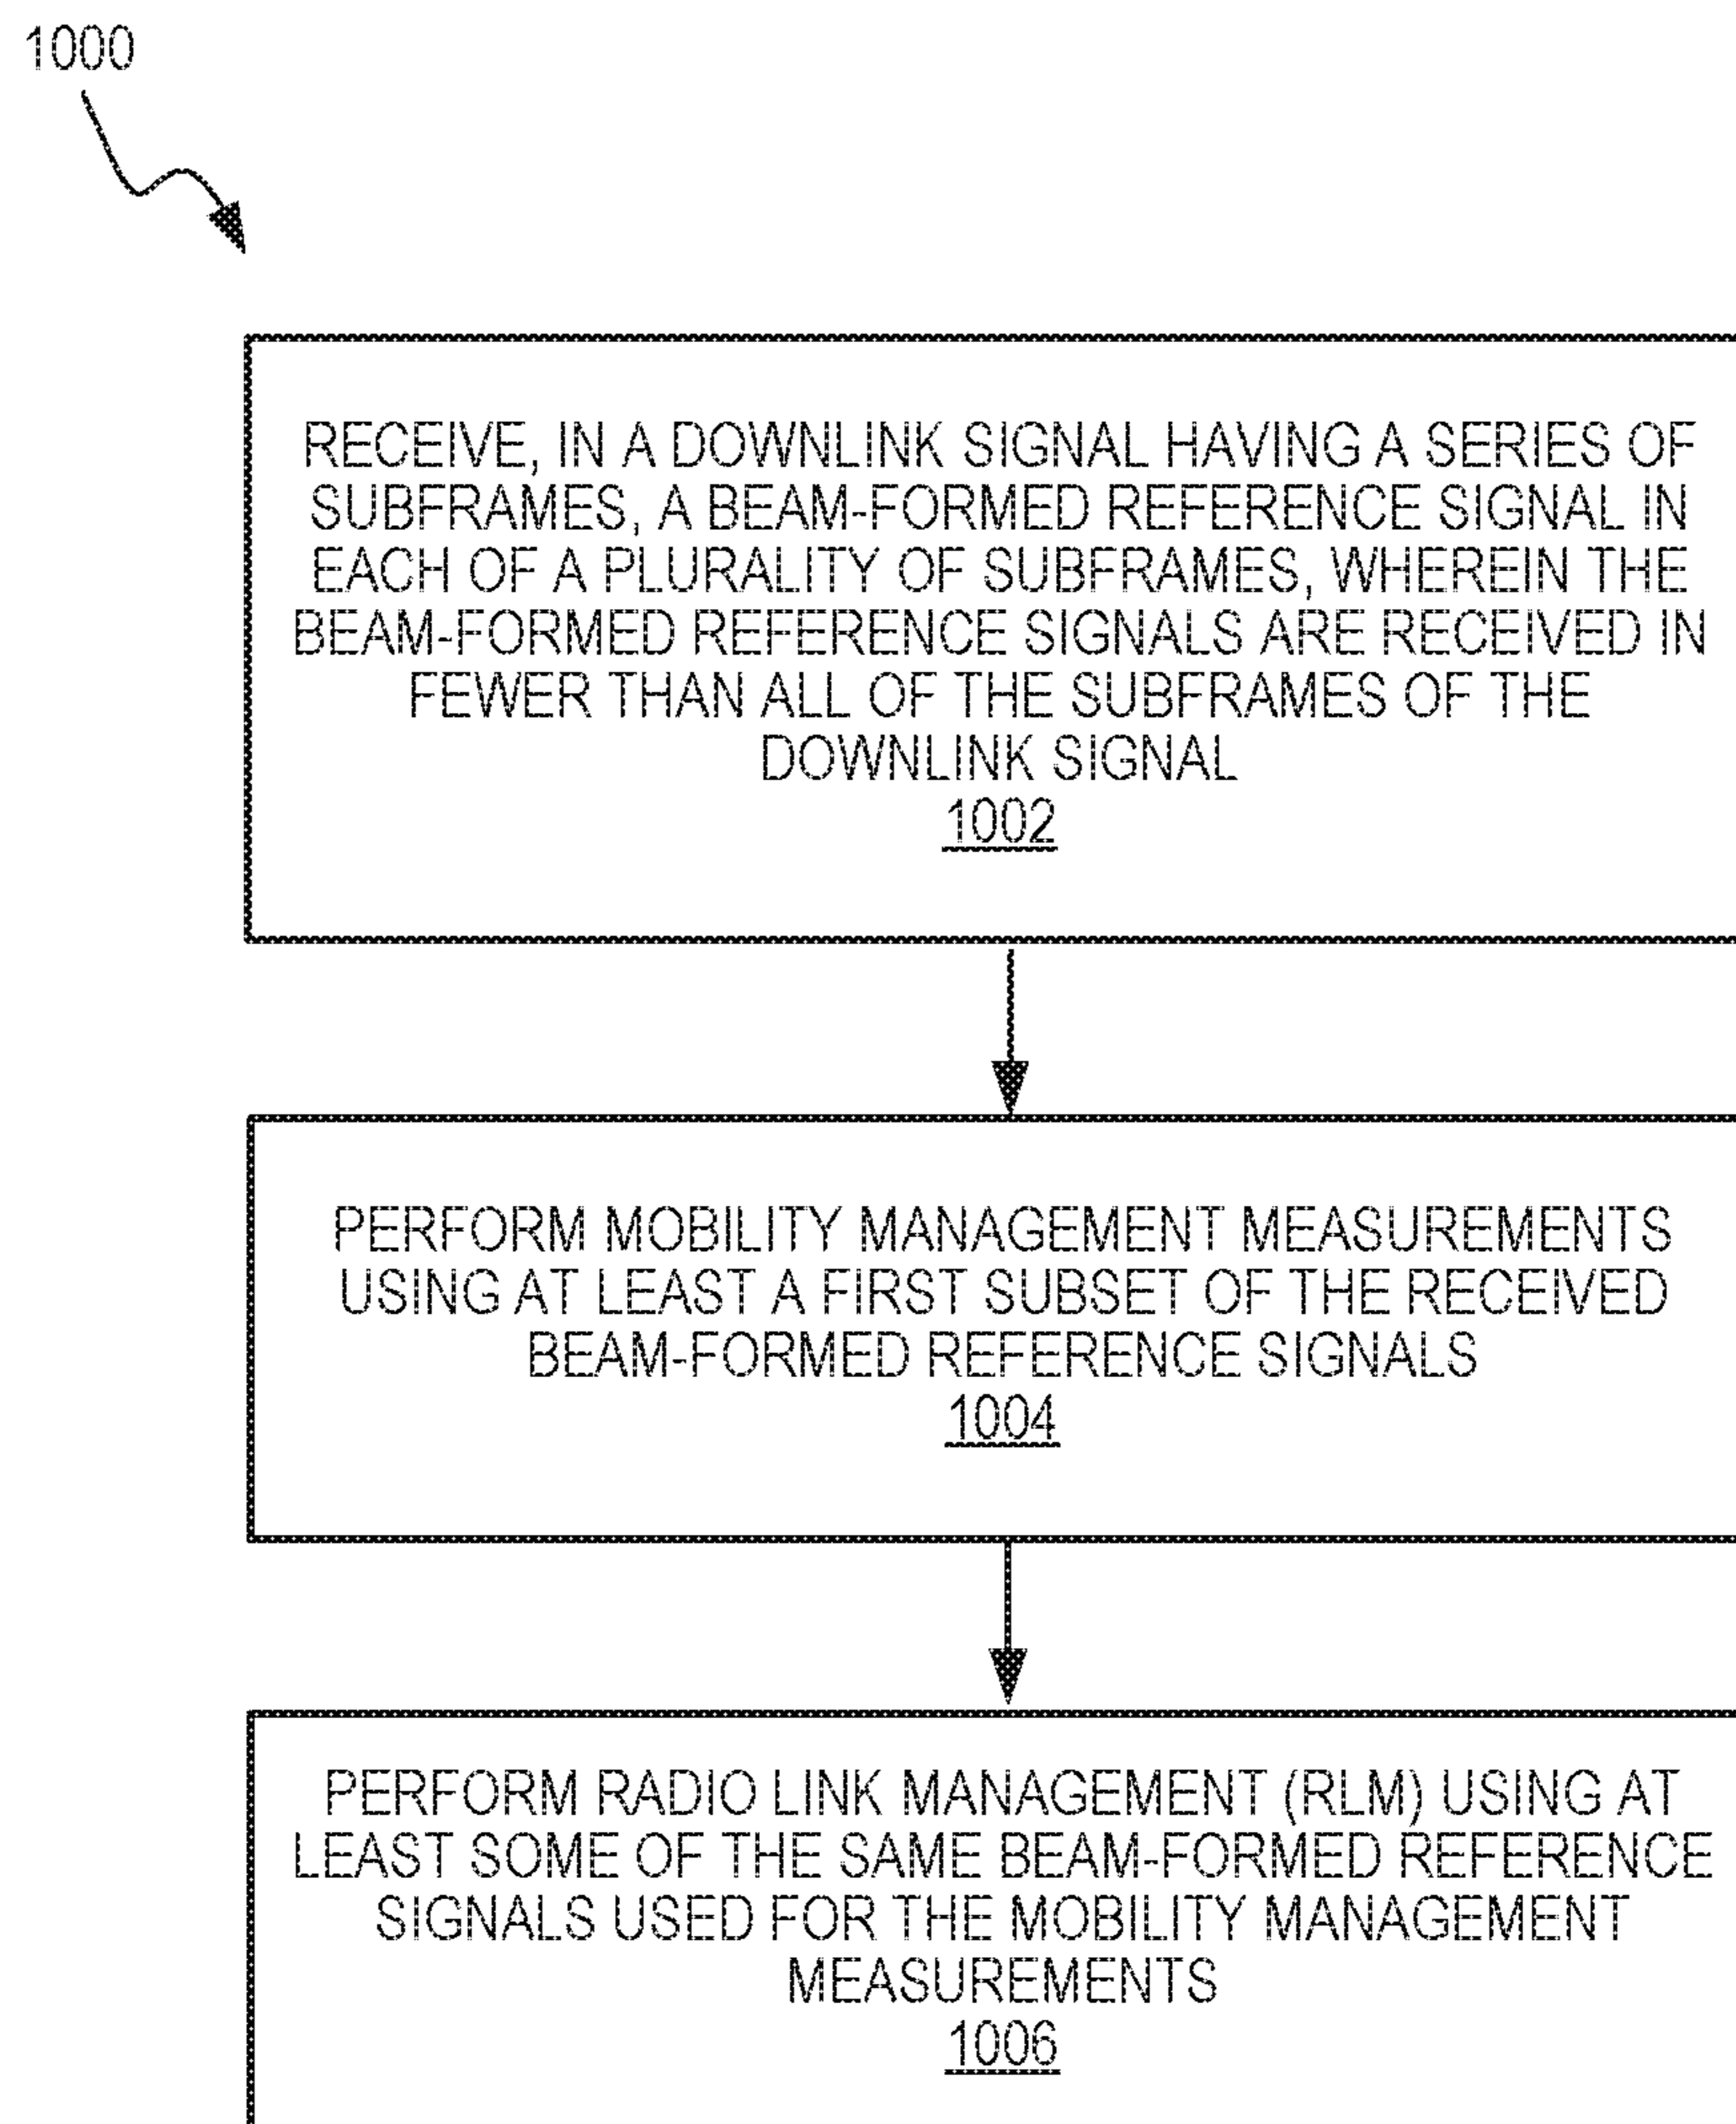 1000
RECEIVE, IN A DOWNLINK SIGNAL HAVING A SERIES OF
SUBFRAMES, A BEAM-FORMED REFERENCE SIGNAL IN
EACH OF A PLURALITY OF SUBFRAMES, WHEREIN THE
BEAM-FORMED REFERENCE SIGNALS ARE RECEIVED IN
FEWER THAN ALL OF THE SUBFRAMES OF THE
DOWNLINK SIGNAL
1002
PERFORM MOBILITY MANAGEMENT MEASUREMENTS
USING AT LEAST A FIRST SUBSET OF THE RECEIVED
BEAM-FORMED REFERENCE SIGNALS
1004
PERFORM RADIO LINK MANAGEMENT (RLM) USING AT
LEAST SOME OF THE SAME BEAM-FORMED REFERENCE
SIGNALS USED FOR THE MOBILITY MANAGEMENT
MEASUREMENTS
1006